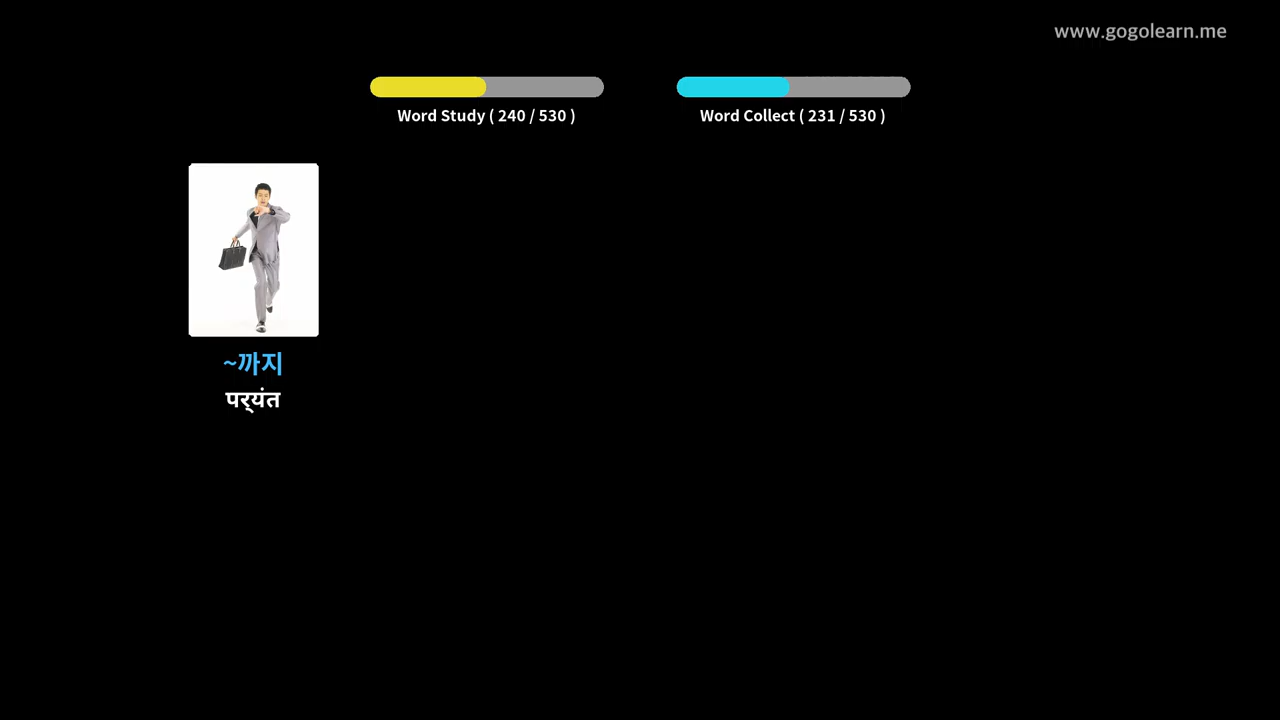 www.gogolearn.me
Word Study ( 240 / 530 )
Word Collect ( 231 / 530 )
~까지
पर्‍यंत